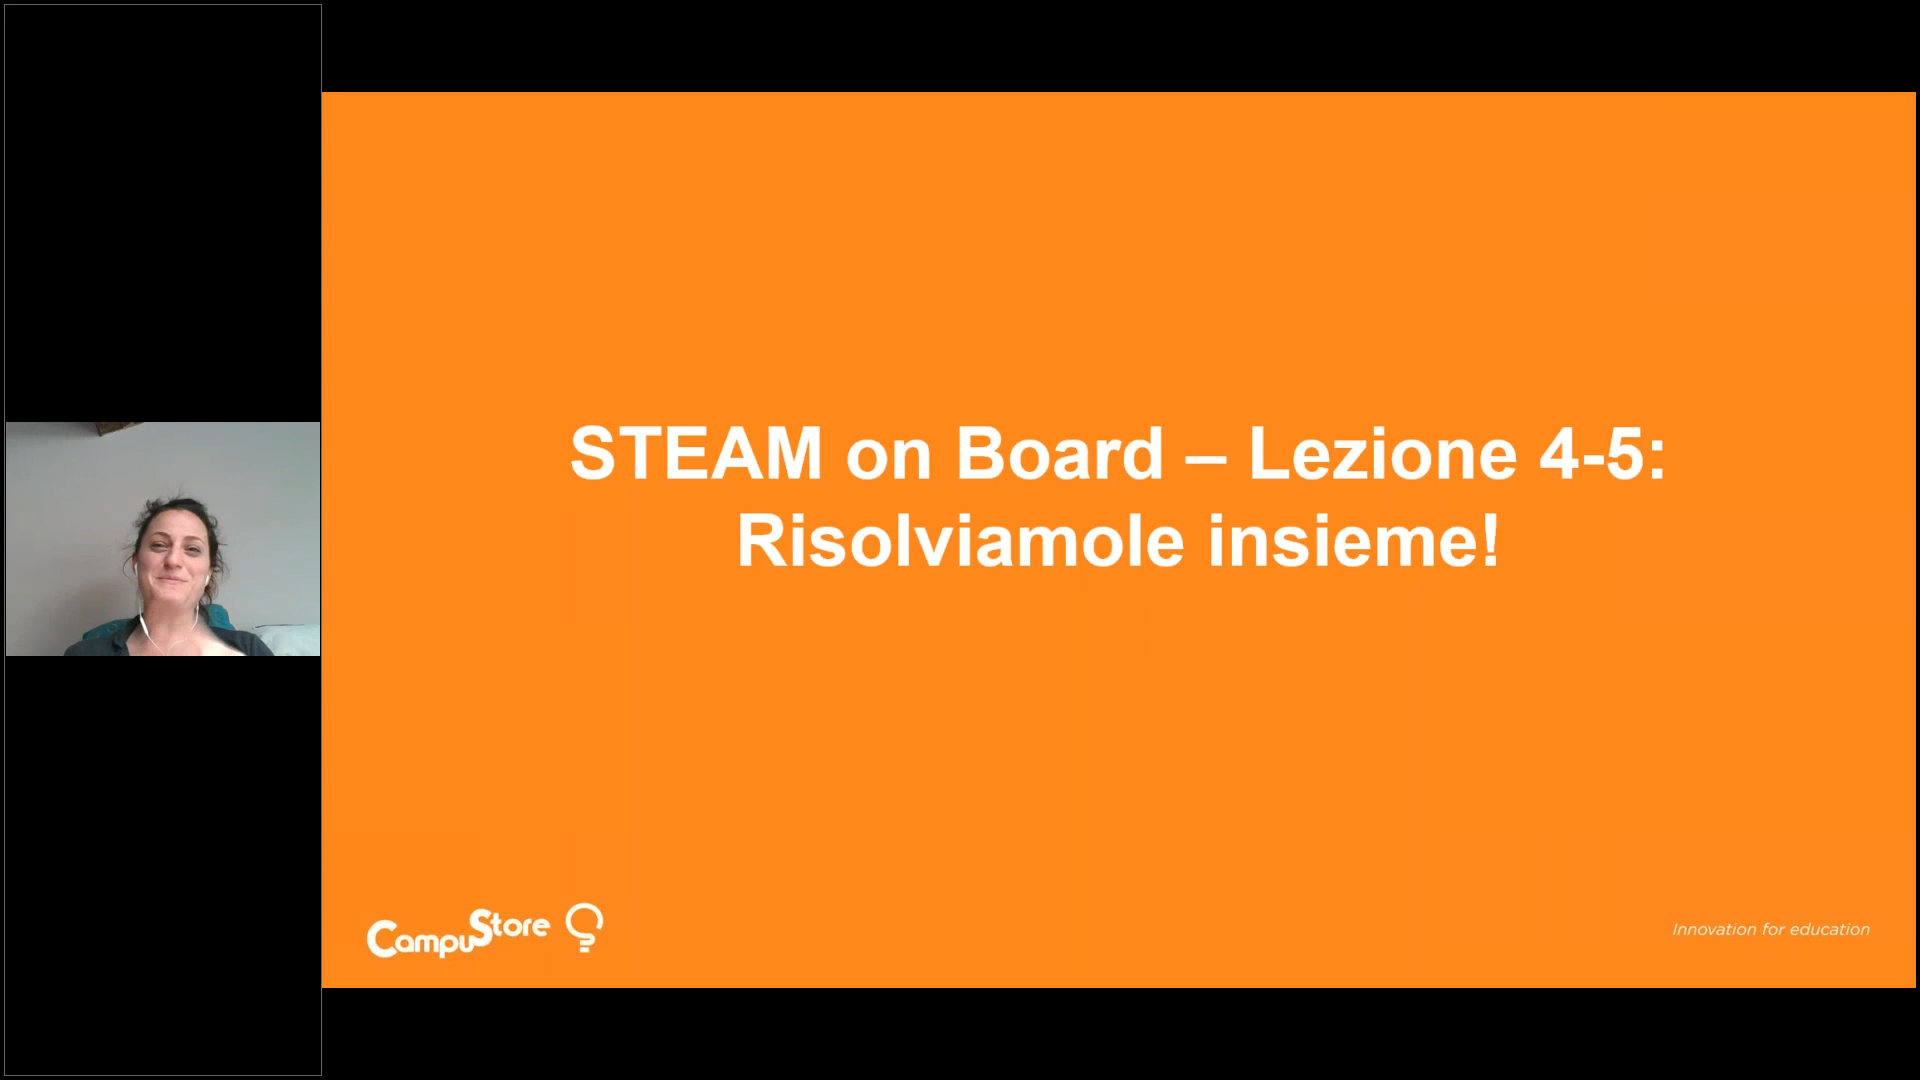 STEAM on Board – Lezione 4-5:
Risolviamole insieme!
CampuStore
Innovation for education